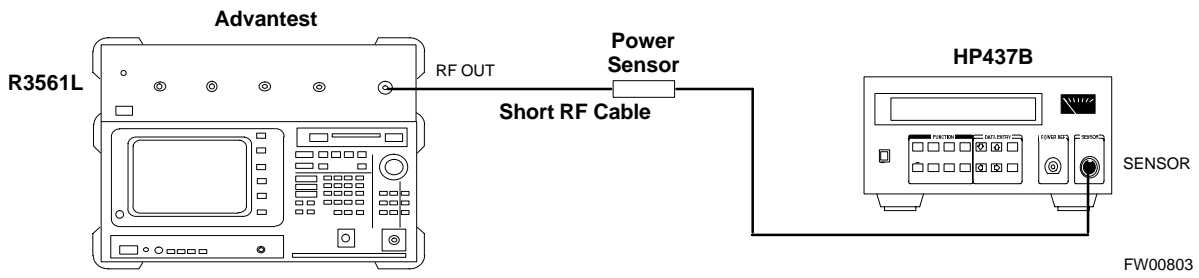 Advantest
R3561L
RF OUT
Short RF Cable
Power
Sensor
HP437B
FUNCTION
DATA ENTRY
POWER REF
SENSOR
SENSOR
FW00803